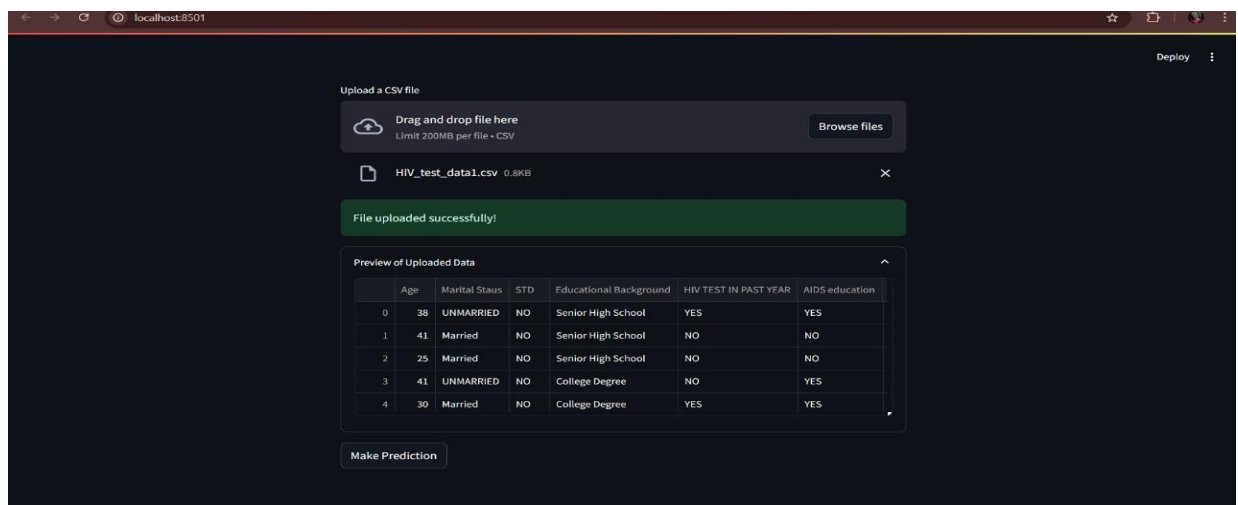 localhost:8501
Deploy
Upload a CSV file
Drag and drop file here
Limit 200MB per file • CSV
Browse files
HIV_test_data1.csv 0.8KB
File uploaded successfully!
Preview of Uploaded Data
Age Marital Staus STD Educational Background HIV TEST IN PAST YEAR AIDS education
0 38 UNMARRIED NO Senior High School YES YES
1 41 Married NO Senior High School NO NO
2 25 Married NO Senior High School NO NO
3 41 UNMARRIED NO College Degree NO YES
4 30 Married NO College Degree YES YES
Make Prediction